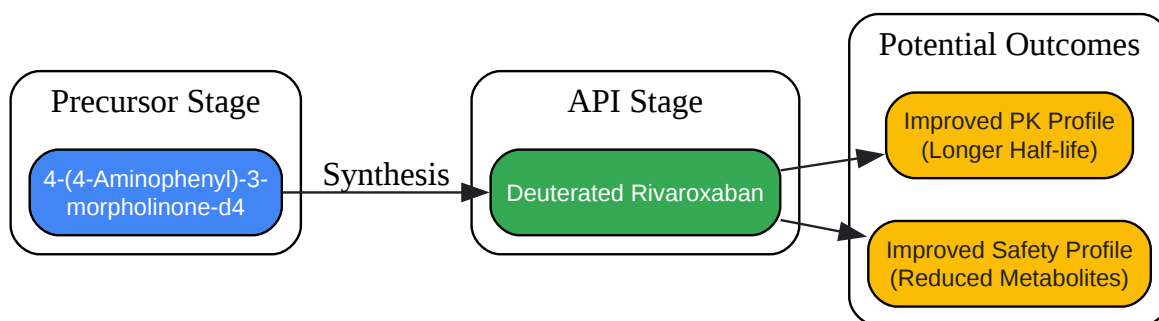 Precursor Stage
4-(4-Aminophenyl)-3-
morpholinone-d4
Synthesis
API Stage
Deuterated Rivaroxaban
Potential Outcomes
Improved PK Profile
(Longer Half-life)
Improved Safety Profile
(Reduced Metabolites)